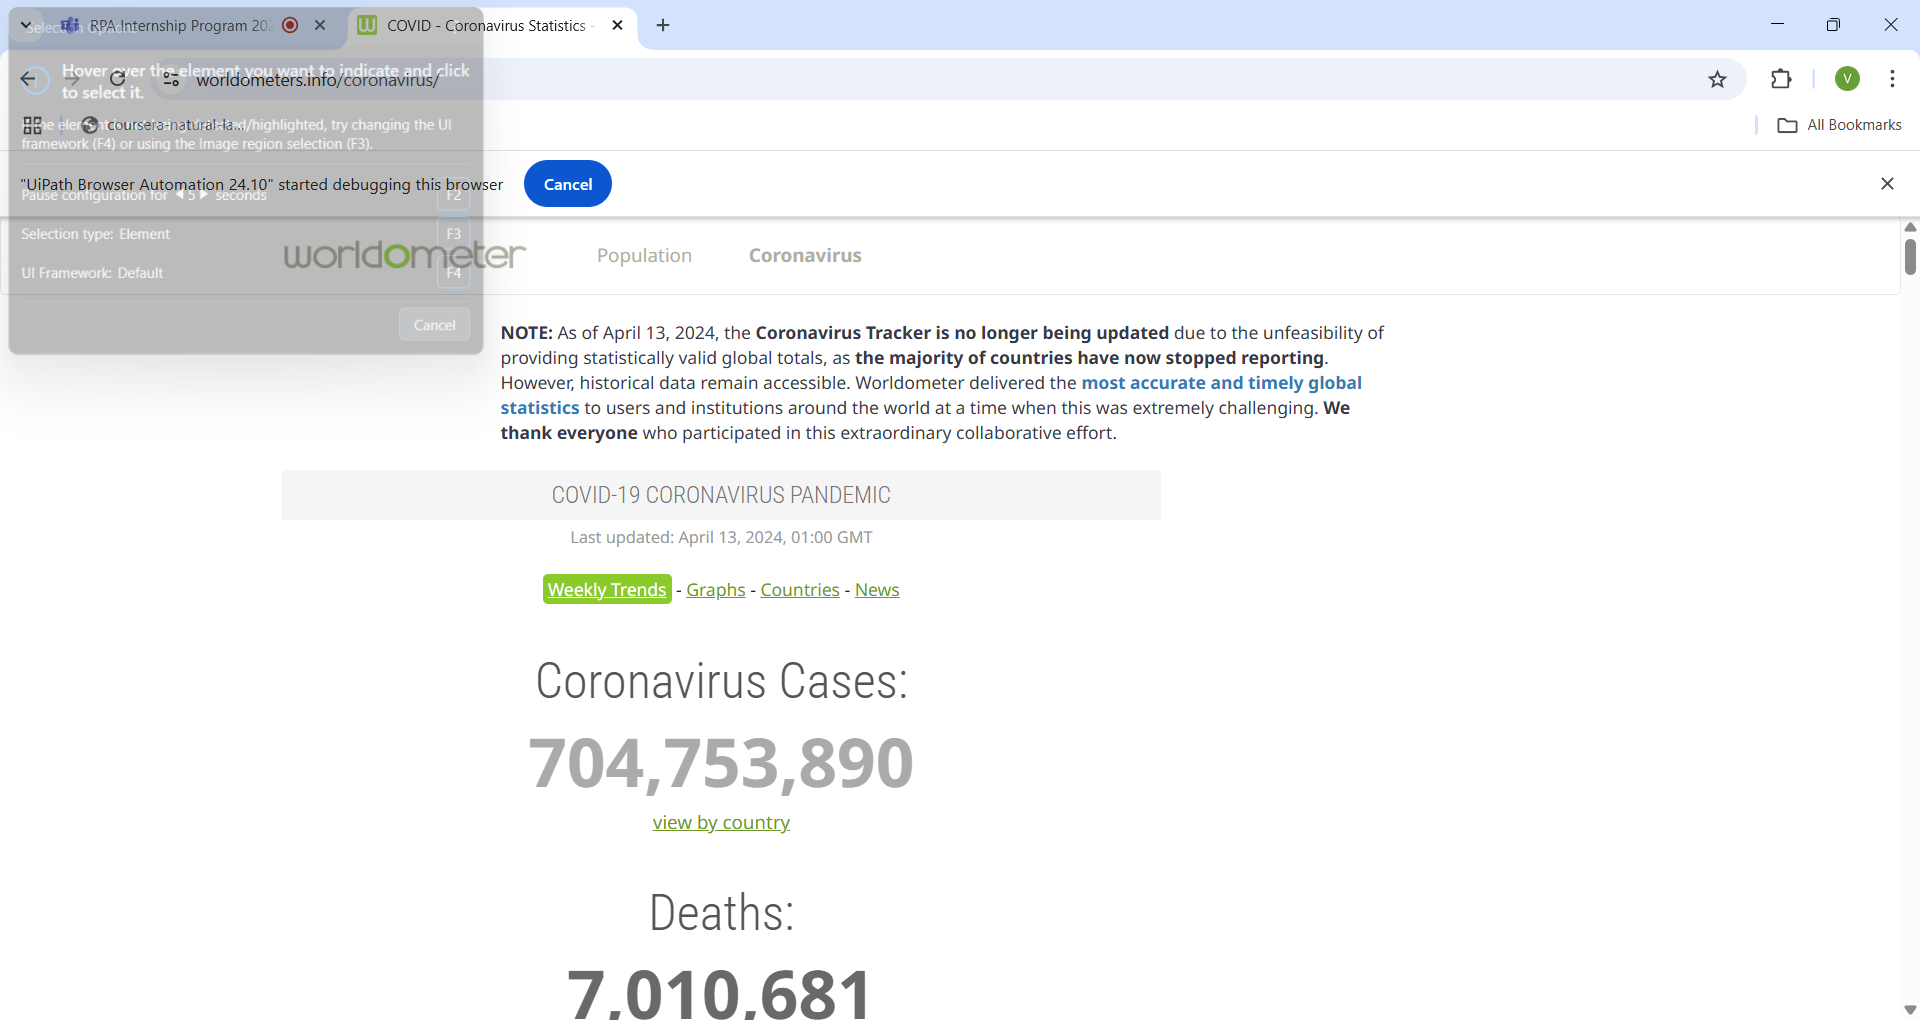 RPA Internship Program 202
COVID - Coronavirus Statistics -
Selection Options
Hover over the element you want to indicate and click
to select it.
worldometers.info/coronavirus/
framework (F4) or using the Image region selection (F3).
All Bookmarks
"UiPath Browser Automation 24.10" started debugging this browser
Cancel
Pause configuration for 5 seconds
F2
Selection type: Element
F3
UI Framework: Default
F4
Cancel
worldometer
Population
Coronavirus
NOTE: As of April 13, 2024, the Coronavirus Tracker is no longer being updated due to the unfeasibility of
providing statistically valid global totals, as the majority of countries have now stopped reporting.
However, historical data remain accessible. Worldometer delivered the most accurate and timely global
statistics to users and institutions around the world at a time when this was extremely challenging. We
thank everyone who participated in this extraordinary collaborative effort.
COVID-19 CORONAVIRUS PANDEMIC
Last updated: April 13, 2024, 01:00 GMT
Weekly Trends - Graphs - Countries - News
Coronavirus Cases:
704,753,890
view by country
Deaths:
7,010,681
V